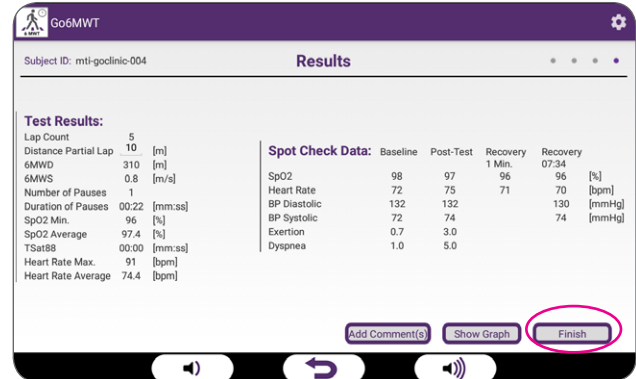 6 MWT
Go6MWT
Subject ID: mti-goclinic-004
Results
Test Results:
Lap Count 5
Distance Partial Lap 10 [m]
6MWD 310 [m]
6MWS 0.8 [m/s]
Number of Pauses 1
Duration of Pauses 00:22 [mm:ss]
SpO2 Min. 96 [%]
SpO2 Average 97.4 [%]
TSat88 00:00 [mm:ss]
Heart Rate Max. 91 [bpm]
Heart Rate Average 74.4 [bpm]
Spot Check Data: Baseline Post-Test Recovery Recovery
1 Min. 07:34
SpO2 98 97 96 96 [%]
Heart Rate 72 75 71 70 [bpm]
BP Diastolic 132 132 130 [mmHg]
BP Systolic 72 74 74 [mmHg]
Exertion 0.7 3.0
Dyspnea 1.0 5.0
Add Comment(s) Show Graph Finish